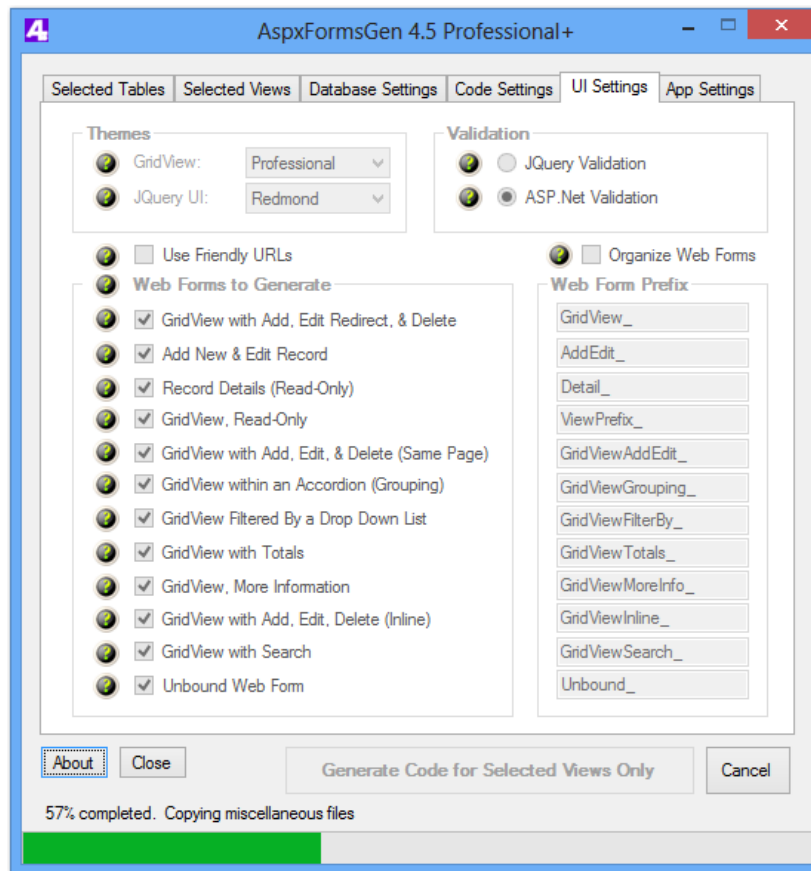 4 AspxFormsGen 4.5 Professional+
Selected Tables Selected Views Database Settings Code Settings UI Settings App Settings
Themes Validation
? GridView: Professional ? JQuery Validation
? JQuery UI: Redmond ? ASP.Net Validation
? Use Friendly URLs ? Organize Web Forms
? Web Forms to Generate Web Form Prefix
? GridView with Add, Edit Redirect, & Delete GridView_
? Add New & Edit Record AddEdit_
? Record Details (Read-Only) Detail_
? GridView, Read-Only ViewPrefix_
? GridView with Add, Edit, & Delete (Same Page) GridViewAddEdit_
? GridView within an Accordion (Grouping) GridViewGrouping_
? GridView Filtered By a Drop Down List GridViewFilterBy_
? GridView with Totals GridViewTotals_
? GridView, More Information GridViewMoreInfo_
? GridView with Add, Edit, Delete (Inline) GridViewInline_
? GridView with Search GridViewSearch_
? Unbound Web Form Unbound_
About Close Generate Code for Selected Views Only Cancel
57% completed. Copying miscellaneous files